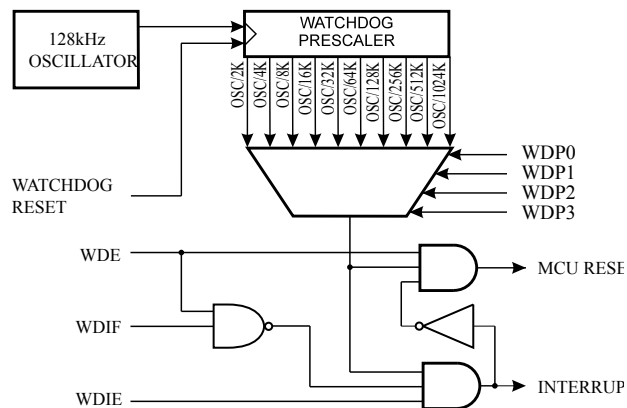 128kHz
OSCILLATOR
WATCHDOG
PRESCALER
OSC/2K
OSC/4K
OSC/8K
OSC/16K
OSC/32K
OSC/64K
OSC/128K
OSC/256K
OSC/512K
OSC/1024K
WDP0
WDP1
WDP2
WDP3
WATCHDOG
RESET
WDE
MCU RESE
WDIF
WDIE
INTERRUP